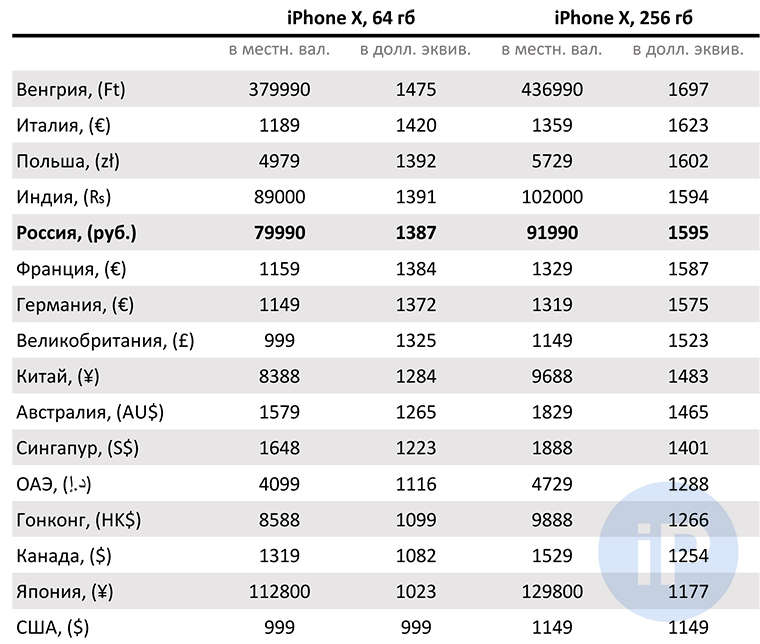 iPhone X, 64 гб iPhone X, 256 гб
в местн. вал. в долл. эквив. в местн. вал. в долл. эквив.
Венгрия, (Ft) 379990 1475 436990 1697
Италия, (€) 1189 1420 1359 1623
Польша, (zł) 4979 1392 5729 1602
Индия, (₨) 89000 1391 102000 1594
Россия, (руб.) 79990 1387 91990 1595
Франция, (€) 1159 1384 1329 1587
Германия, (€) 1149 1372 1319 1575
Великобритания, (£) 999 1325 1149 1523
Китай, (¥) 8388 1284 9688 1483
Австралия, (AU$) 1579 1265 1829 1465
Сингапур, (S$) 1648 1223 1888 1401
ОАЭ, (د.إ) 4099 1116 4729 1288
Гонконг, (HK$) 8588 1099 9888 1266
Канада, ($) 1319 1082 1529 1254
Япония, (¥) 112800 1023 129800 1177
США, ($) 999 999 1149 1149
iP